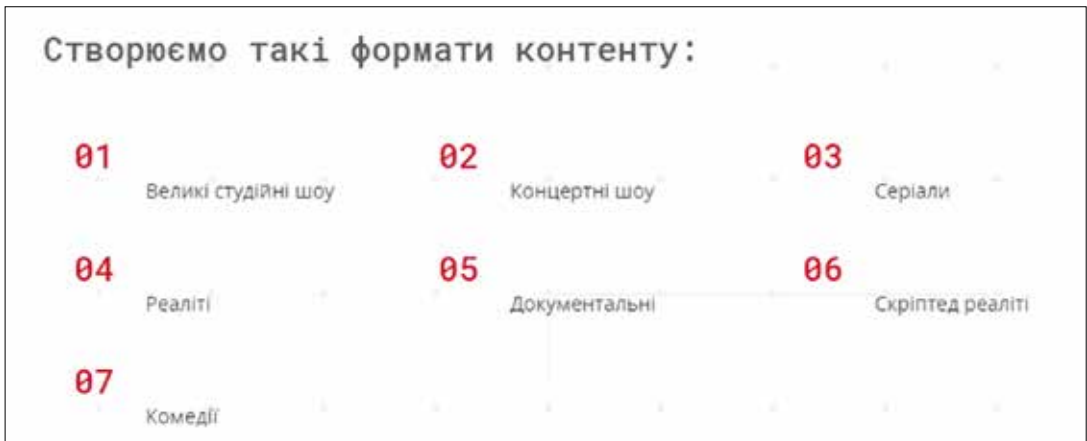 Створюємо такі формати контенту:
01
Великі студійні шоу
02
Концертні шоу
03
Серіали
04
Реаліті
05
Документальні
06
Скріптед реаліті
07
Комедії